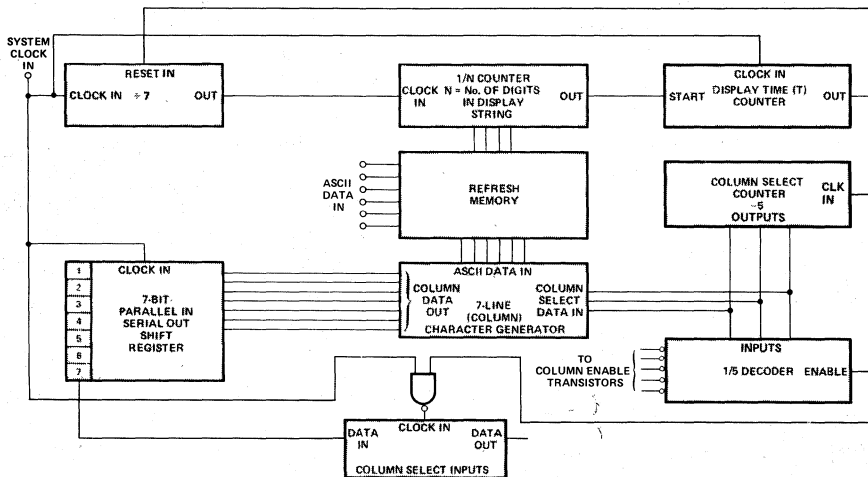 SYSTEM
CLOCK
IN
RESET IN
CLOCK IN ÷ 7 OUT
1/N COUNTER
CLOCK N = No. OF DIGITS
IN IN DISPLAY OUT
STRING
CLOCK IN
DISPLAY TIME (T)
START COUNTER OUT
ASCII
DATA
IN
REFRESH
MEMORY
COLUMN SELECT
COUNTER
÷5
OUTPUTS
CLK
IN
1
2
3
4
5
6
7
CLOCK IN
7-BIT
PARALLEL IN
SERIAL OUT
SHIFT
REGISTER
ASCII DATA IN
COLUMN
DATA
OUT
7-LINE
(COLUMN)
CHARACTER GENERATOR
COLUMN
SELECT
DATA IN
TO
COLUMN ENABLE
TRANSISTORS
INPUTS
1/5 DECODER ENABLE
CLOCK IN
DATA
IN
DATA
OUT
COLUMN SELECT INPUTS